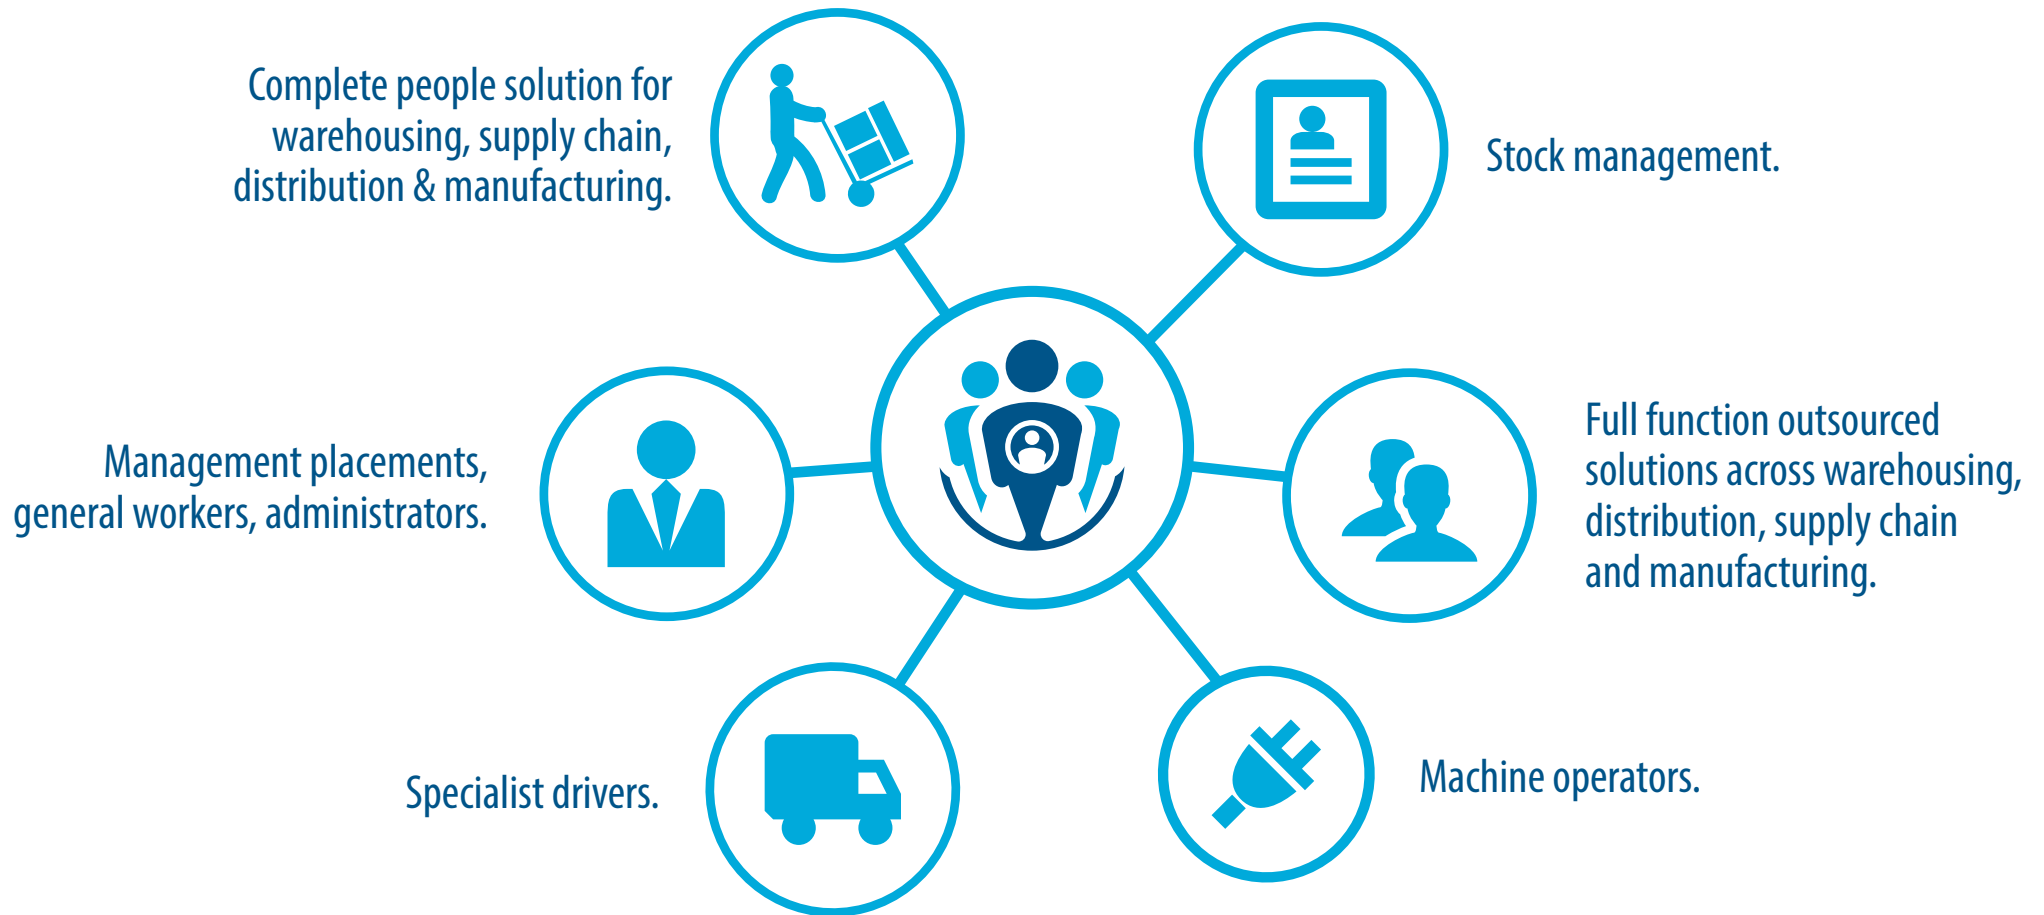 Complete people solution for
warehousing, supply chain,
distribution & manufacturing.
Stock management.
Management placements,
general workers, administrators.
Full function outsourced
solutions across warehousing,
distribution, supply chain
and manufacturing.
Specialist drivers.
Machine operators.